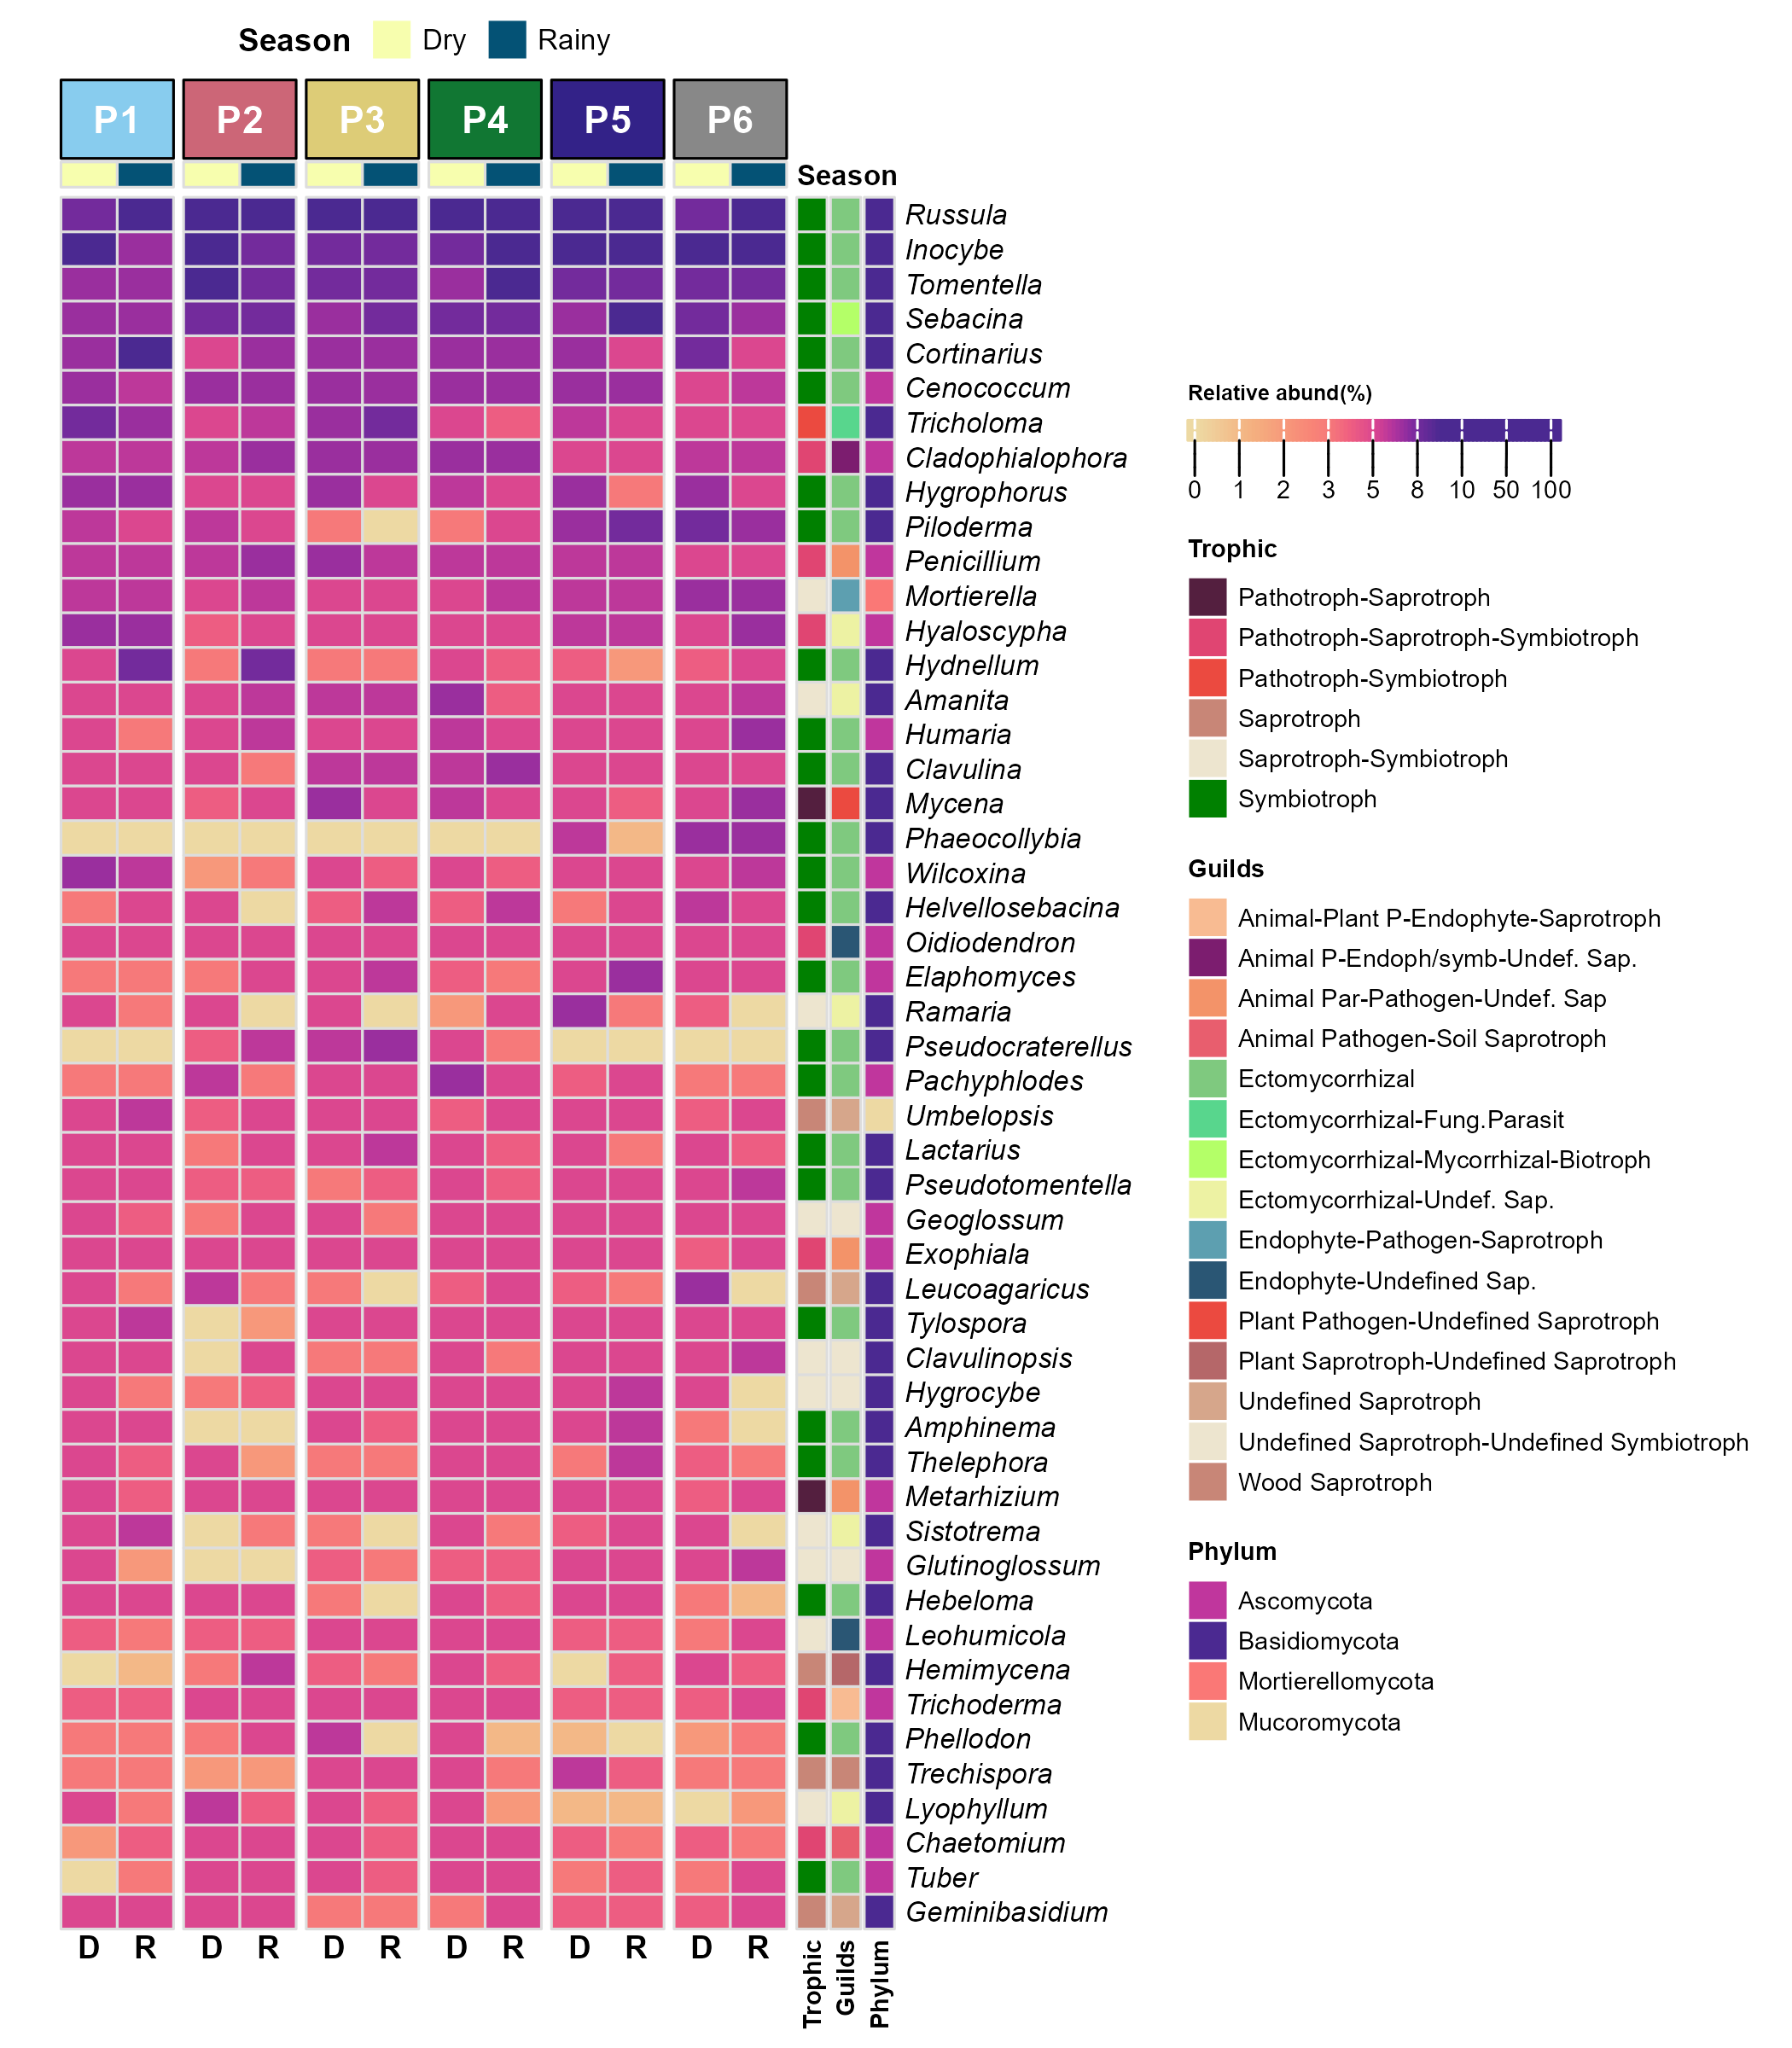 Season Dry Rainy
P1 P2 P3 P4 P5 P6
Season
Russula
Inocybe
Tomentella
Sebacina
Cortinarius
Cenococcum
Tricholoma
Cladophialophora
Hygrophorus
Piloderma
Penicillium
Mortierella
Hyaloscypha
Hydnellum
Amanita
Humaria
Clavulina
Mycena
Phaeocollybia
Wilcoxina
Helvellosebacina
Oidiodendron
Elaphomyces
Ramaria
Pseudocraterellus
Pachyphlodes
Umbelopsis
Lactarius
Pseudotomentella
Geoglossum
Exophiala
Leucoagaricus
Tylospora
Clavulinopsis
Hygrocybe
Amphinema
Thelephora
Metarhizium
Sistotrema
Glutinoglossum
Hebeloma
Leohumicola
Hemimycena
Trichoderma
Phellodon
Trechispora
Lyophyllum
Chaetomium
Tuber
Geminibasidium
D R D R D R D R D R D R
Trophic
Guilds
Phylum
Relative abund(%)
0 1 2 3 5 8 10 50 100
Trophic
Pathotroph-Saprotroph
Pathotroph-Saprotroph-Symbiotroph
Pathotroph-Symbiotroph
Saprotroph
Saprotroph-Symbiotroph
Symbiotroph
Guilds
Animal-Plant P-Endophyte-Saprotroph
Animal P-Endoph/symb-Undef. Sap.
Animal Par-Pathogen-Undef. Sap
Animal Pathogen-Soil Saprotroph
Ectomycorrhizal
Ectomycorrhizal-Fung.Parasit
Ectomycorrhizal-Mycorrhizal-Biotroph
Ectomycorrhizal-Undef. Sap.
Endophyte-Pathogen-Saprotroph
Endophyte-Undefined Sap.
Plant Pathogen-Undefined Saprotroph
Plant Saprotroph-Undefined Saprotroph
Undefined Saprotroph
Undefined Saprotroph-Undefined Symbiotroph
Wood Saprotroph
Phylum
Ascomycota
Basidiomycota
Mortierellomycota
Mucoromycota